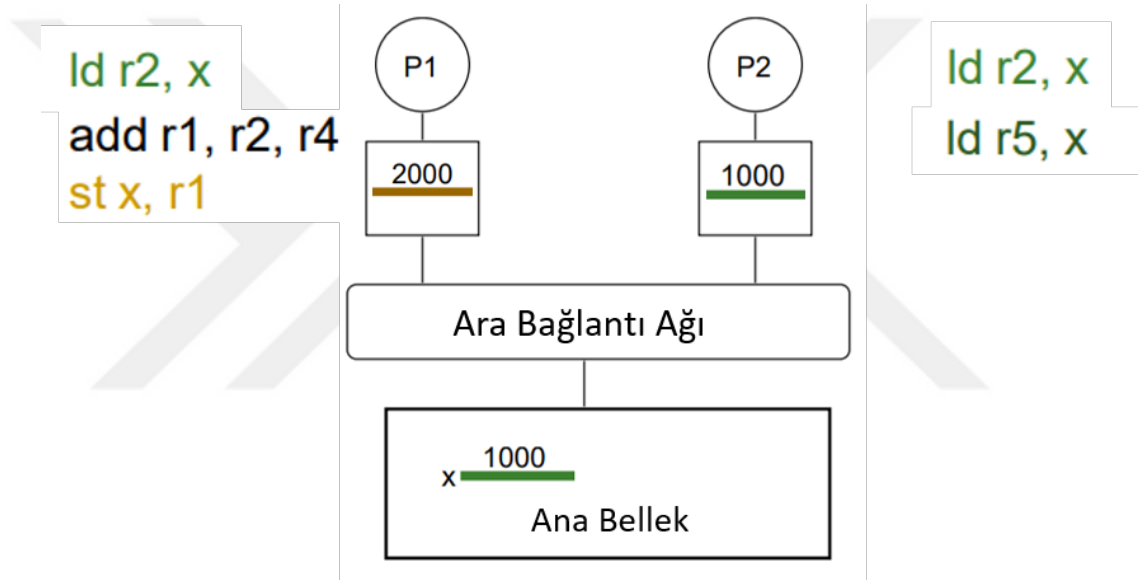 ld r2, x
add r1, r2, r4
st x, r1
P1
P2
2000
1000
Ara Bağlantı Ağı
1000
x
Ana Bellek
ld r2, x
ld r5, x